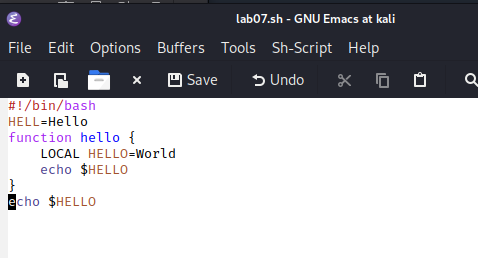 lab07.sh - GNU Emacs at kali
File Edit Options Buffers Tools Sh-Script Help
Save Undo
#!/bin/bash
HELL=Hello
function hello {
    LOCAL HELLO=World
    echo $HELLO
}
echo $HELLO